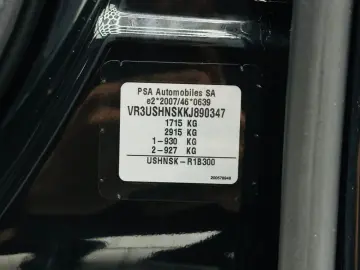 PSA Automobiles SA
e2*2007/46*0639
VR3USHNSKKJ890347
1715 KG
2915 KG
1-930 KG
2-927 KG
USHNSK-R1B300